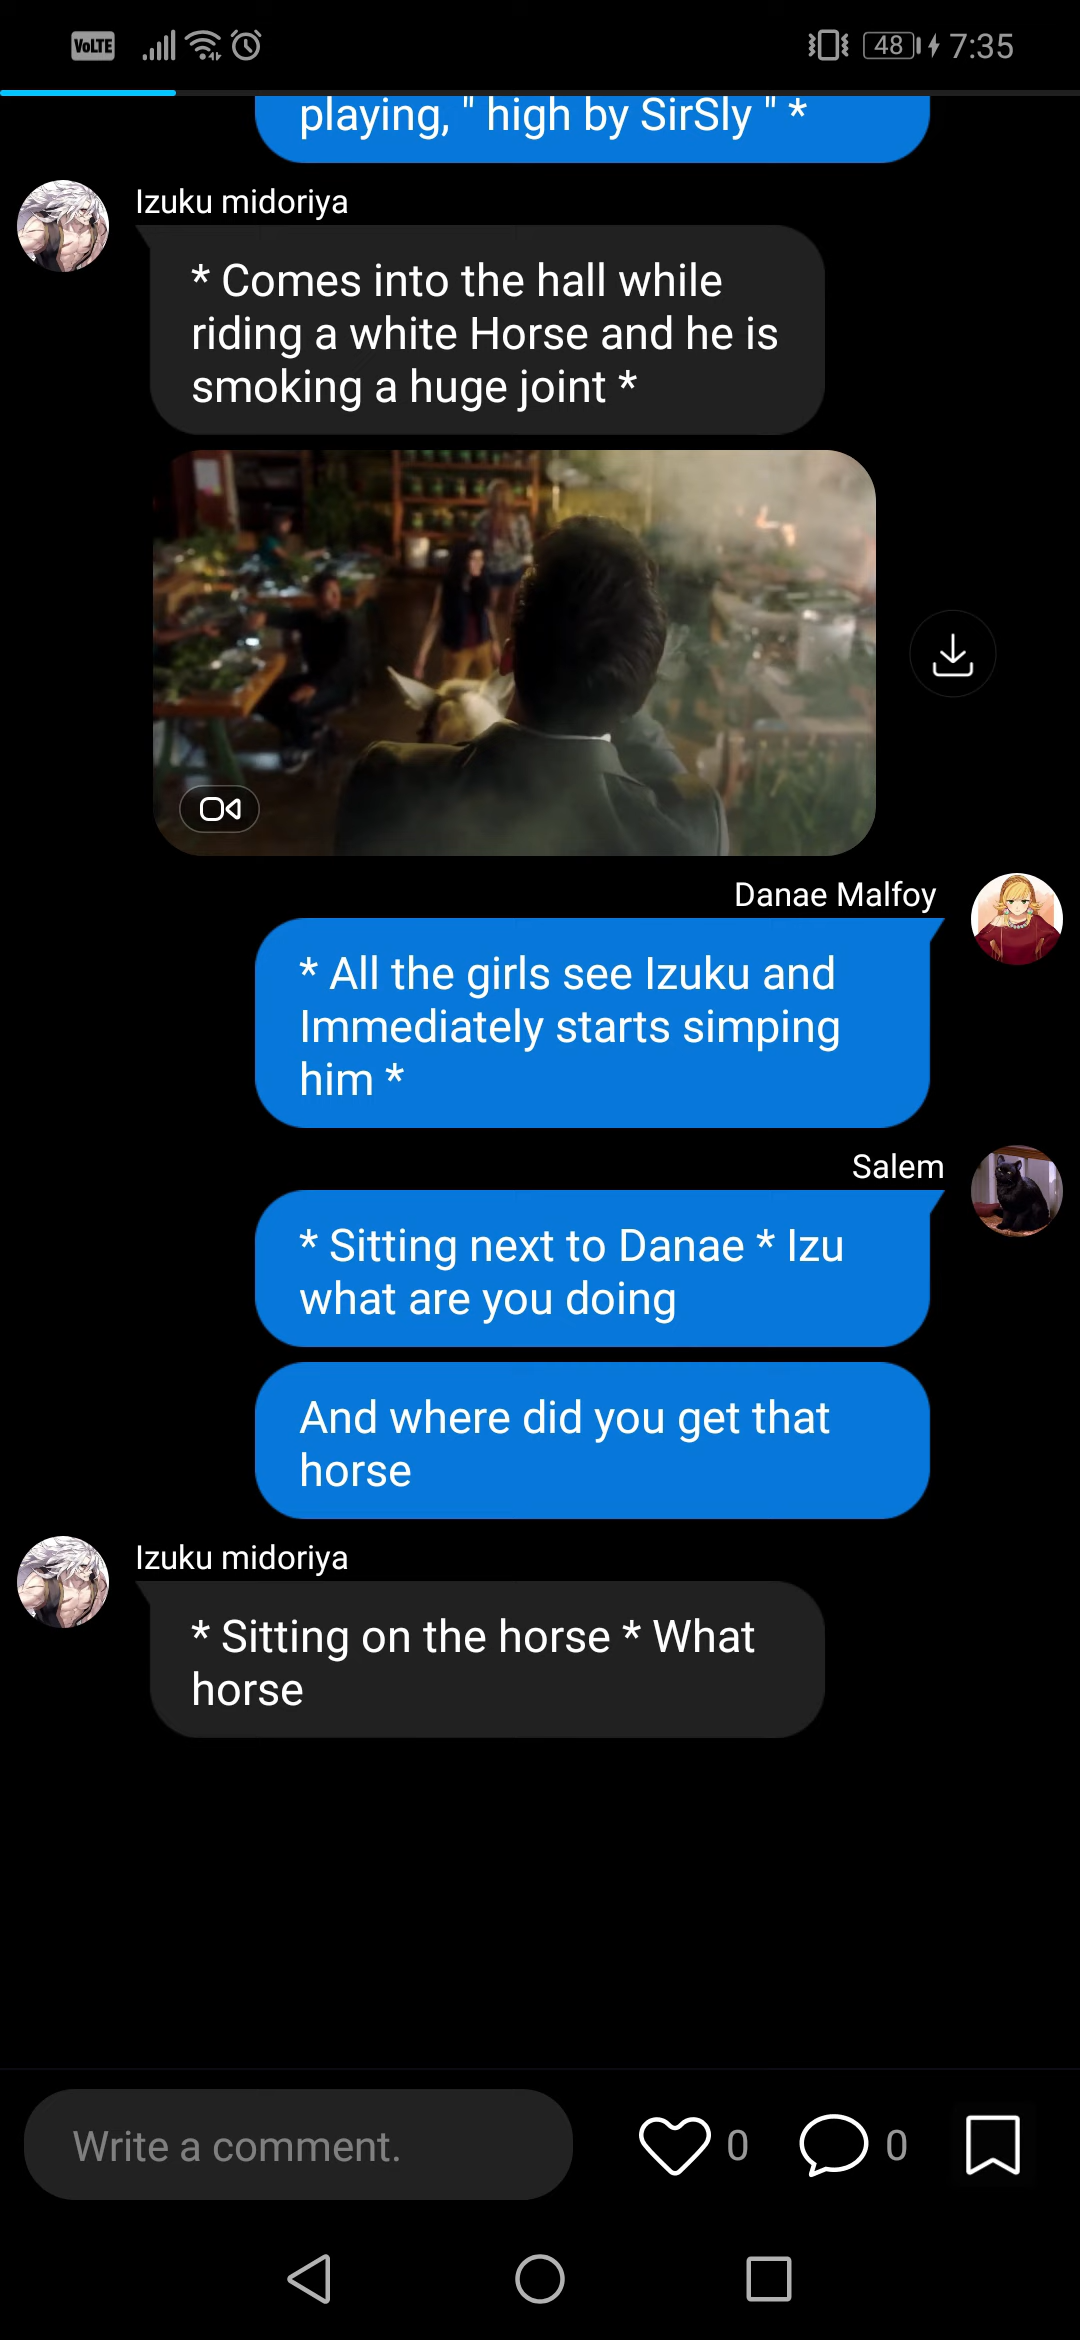 VoLTE 48 7:35
playing, " high by SirSly " *
Izuku midoriya
* Comes into the hall while
riding a white Horse and he is
smoking a huge joint *
Danae Malfoy
* All the girls see Izuku and
Immediately starts simping
him *
Salem
* Sitting next to Danae * Izu
what are you doing
And where did you get that
horse
Izuku midoriya
* Sitting on the horse * What
horse
Write a comment. 0 0